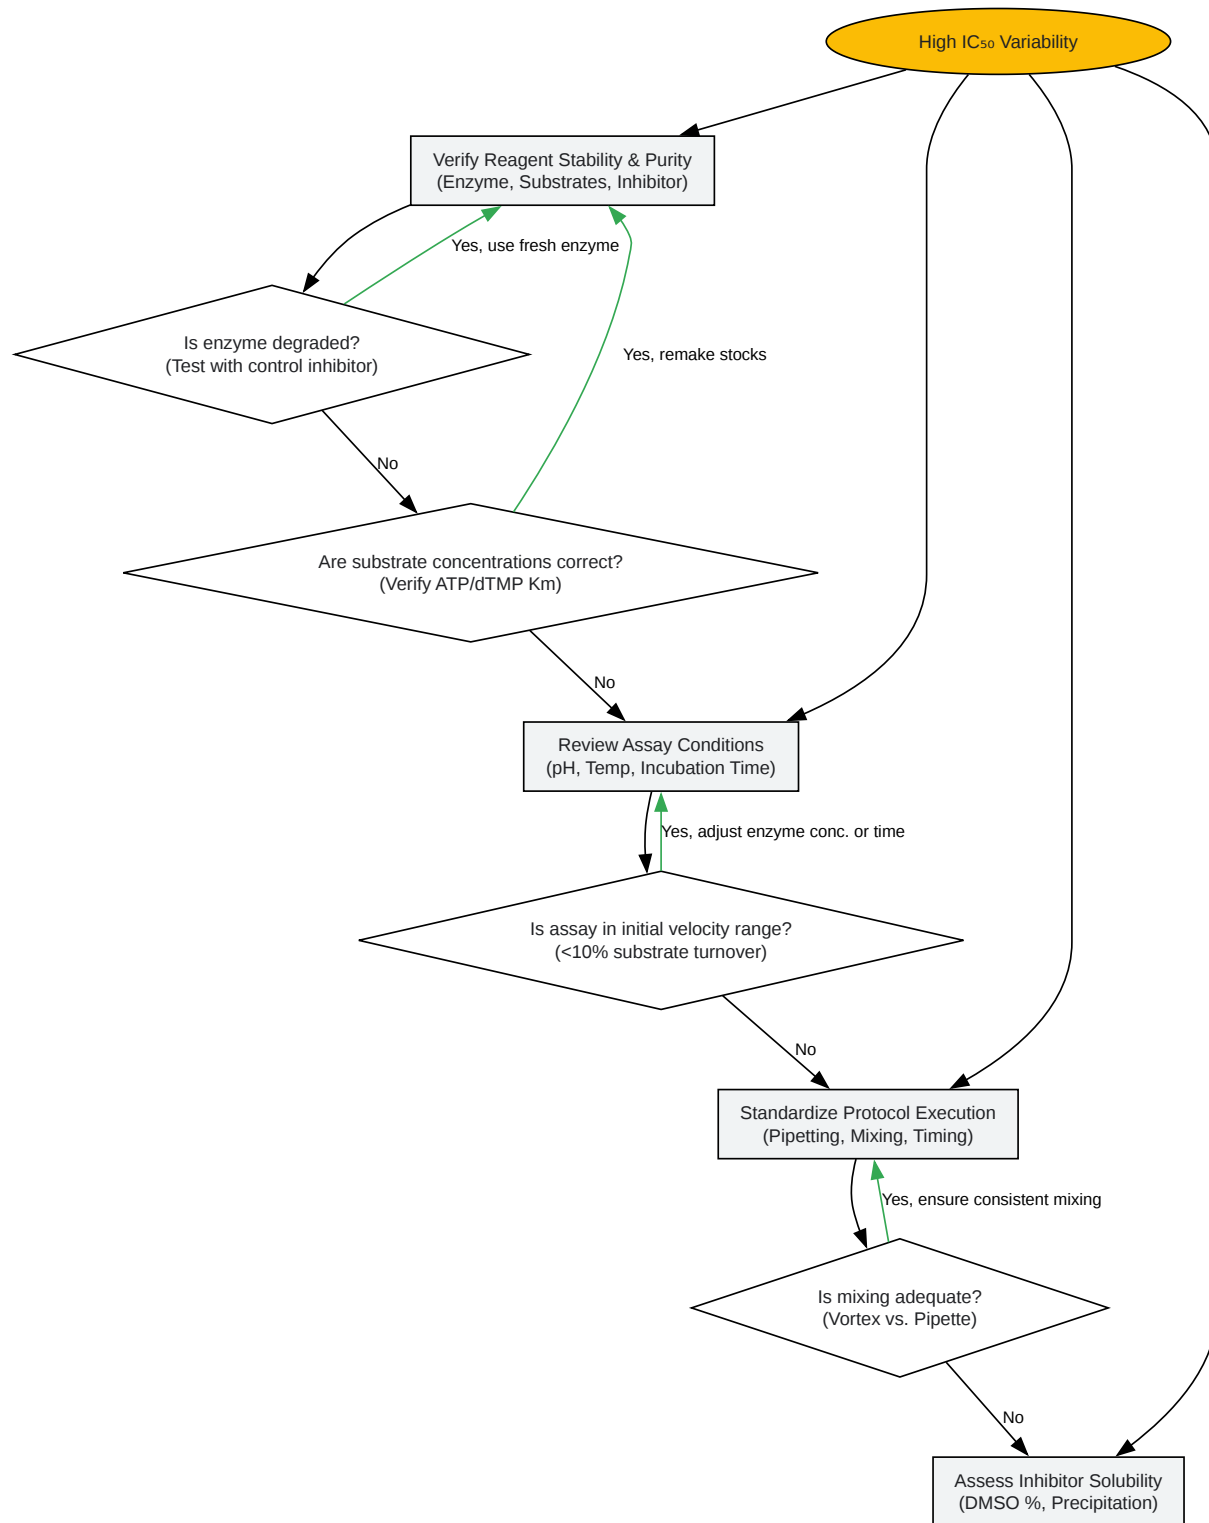 High IC₅₀ Variability
Verify Reagent Stability & Purity
(Enzyme, Substrates, Inhibitor)
Yes, use fresh enzyme
Is enzyme degraded?
(Test with control inhibitor)
Yes, remake stocks
No
Are substrate concentrations correct?
(Verify ATP/dTMP Km)
No
Review Assay Conditions
(pH, Temp, Incubation Time)
Yes, adjust enzyme conc. or time
Is assay in initial velocity range?
(<10% substrate turnover)
No
Standardize Protocol Execution
(Pipetting, Mixing, Timing)
Yes, ensure consistent mixing
Is mixing adequate?
(Vortex vs. Pipette)
No
Assess Inhibitor Solubility
(DMSO %, Precipitation)